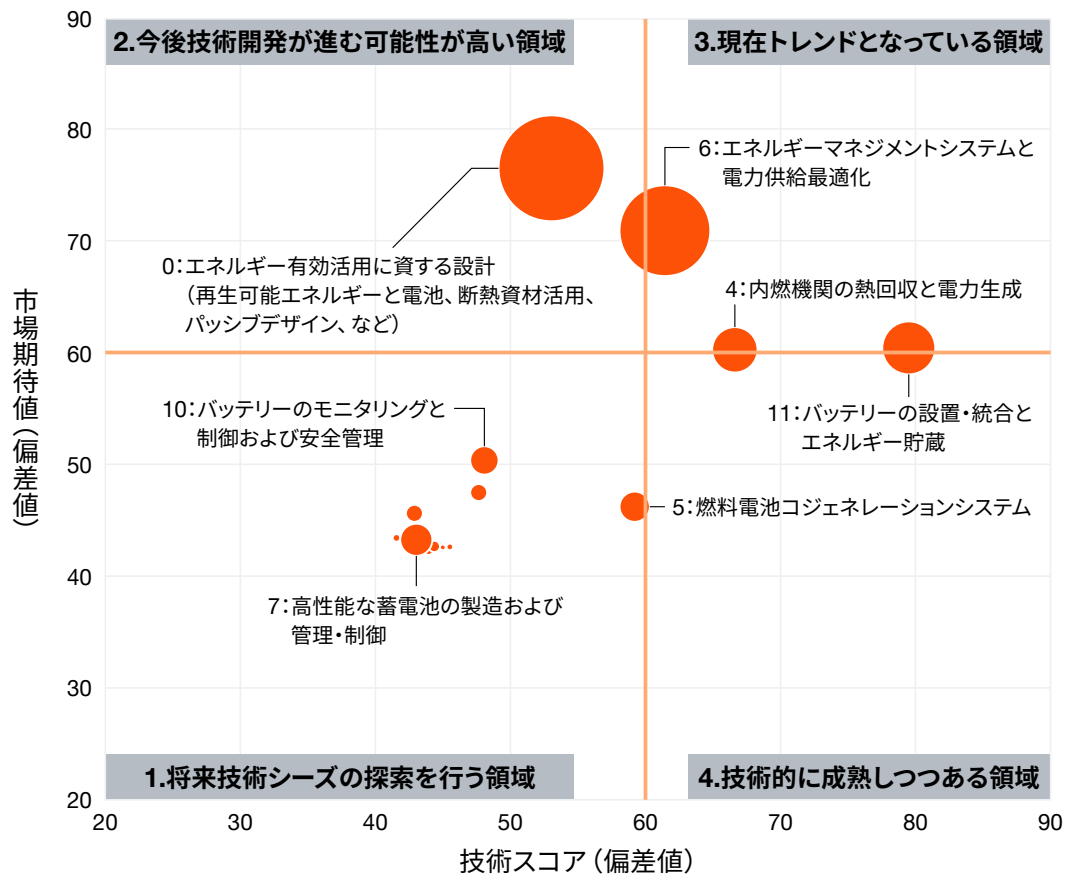 90
2.今後技術開発が進む可能性が高い領域
3.現在トレンドとなっている領域
80
6：エネルギーマネジメントシステムと
電力供給最適化
70
0：エネルギー有効活用に資する設計
（再生可能エネルギーと電池、断熱資材活用、
パッシブデザイン、など）
4：内燃機関の熱回収と電力生成
60
10：バッテリーのモニタリングと
制御および安全管理
11：バッテリーの設置・統合と
エネルギー貯蔵
50
5：燃料電池コジェネレーションシステム
40
7：高性能な蓄電池の製造および
管理・制御
30
1.将来技術シーズの探索を行う領域
4.技術的に成熟しつつある領域
20
市場期待値（偏差値）
20 30 40 50 60 70 80 90
技術スコア（偏差値）